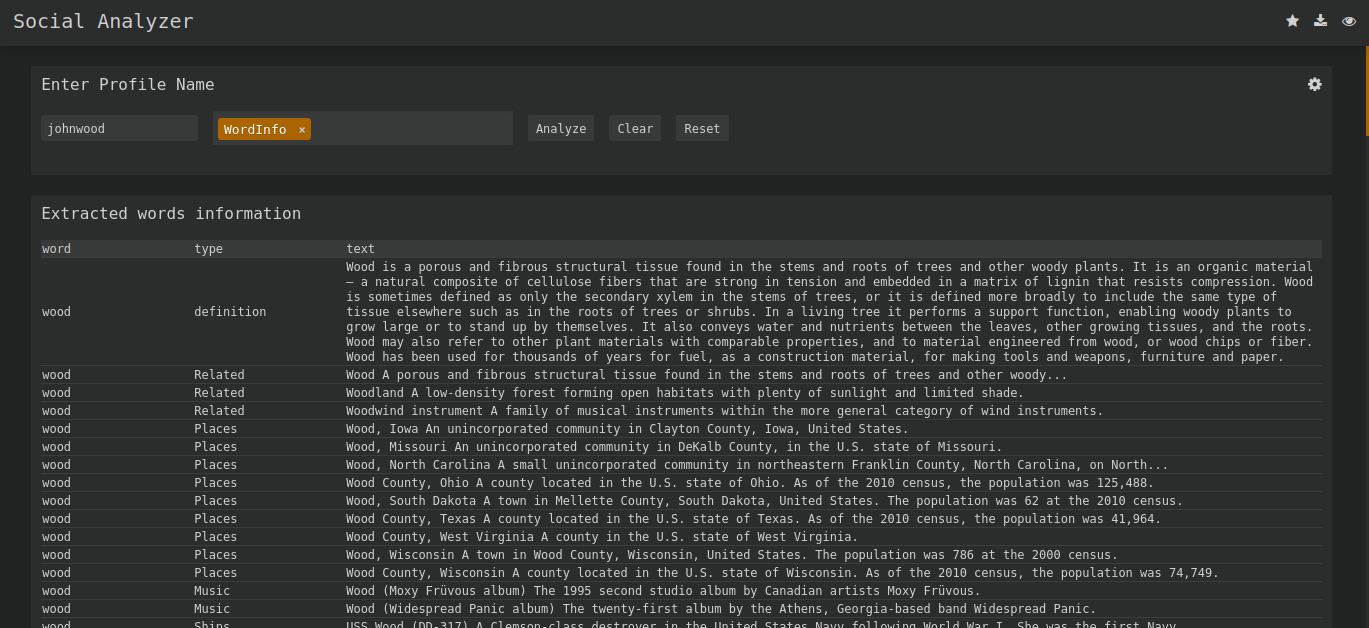 Social Analyzer
Enter Profile Name
johnwood WordInfo × Analyze Clear Reset
Extracted words information
word type text
Wood is a porous and fibrous structural tissue found in the stems and roots of trees and other woody plants. It is an organic material
– a natural composite of cellulose fibers that are strong in tension and embedded in a matrix of lignin that resists compression. Wood
is sometimes defined as only the secondary xylem in the stems of trees, or it is defined more broadly to include the same type of
wood definition tissue elsewhere such as in the roots of trees or shrubs. In a living tree it performs a support function, enabling woody plants to
grow large or to stand up by themselves. It also conveys water and nutrients between the leaves, other growing tissues, and the roots.
Wood may also refer to other plant materials with comparable properties, and to material engineered from wood, or wood chips or fiber.
Wood has been used for thousands of years for fuel, as a construction material, for making tools and weapons, furniture and paper.
wood Related Wood A porous and fibrous structural tissue found in the stems and roots of trees and other woody...
wood Related Woodland A low-density forest forming open habitats with plenty of sunlight and limited shade.
wood Related Woodwind instrument A family of musical instruments within the more general category of wind instruments.
wood Places Wood, Iowa An unincorporated community in Clayton County, Iowa, United States.
wood Places Wood, Missouri An unincorporated community in DeKalb County, in the U.S. state of Missouri.
wood Places Wood, North Carolina A small unincorporated community in northeastern Franklin County, North Carolina, on North...
wood Places Wood County, Ohio A county located in the U.S. state of Ohio. As of the 2010 census, the population was 125,488.
wood Places Wood, South Dakota A town in Mellette County, South Dakota, United States. The population was 62 at the 2010 census.
wood Places Wood County, Texas A county located in the U.S. state of Texas. As of the 2010 census, the population was 41,964.
wood Places Wood County, West Virginia A county in the U.S. state of West Virginia.
wood Places Wood, Wisconsin A town in Wood County, Wisconsin, United States. The population was 786 at the 2000 census.
wood Places Wood County, Wisconsin A county located in the U.S. state of Wisconsin. As of the 2010 census, the population was 74,749.
wood Music Wood (Moxy Früvous album) The 1995 second studio album by Canadian artists Moxy Früvous.
wood Music Wood (Widespread Panic album) The twenty-first album by the Athens, Georgia-based band Widespread Panic.
wood Ships USS Wood (DD-317) A Clemson-class destroyer in the United States Navy following World War I. She was the first Navy